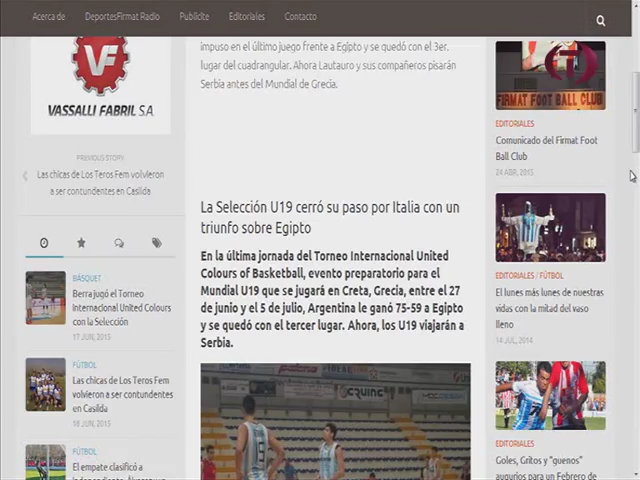 Acerca de
DeportesFirmat Radio
Publicite
Editoriales
Contacto
VF
VASSALLI FABRIL S.A
PREVIOUS STORY
Las chicas de Los Teros Fem volvieron
a ser contundentes en Casilda
BÁSQUET
Berra jugó el Torneo
Internacional United Colours
con la Selección
17 JUN, 2015
FÚTBOL
Las chicas de Los Teros Fem
volvieron a ser contundentes
en Casilda
16 JUN, 2015
FÚTBOL
El empate clasificó a
impuso en el último juego frente a Egipto y se quedó con el 3er.
lugar del cuadrangular. Ahora Lautauro y sus compañeros pisarán
Serbia antes del Mundial de Grecia.
La Selección U19 cerró su paso por Italia con un
triunfo sobre Egipto
En la última jornada del Torneo Internacional United
Colours of Basketball, evento preparatorio para el
Mundial U19 que se jugará en Creta, Grecia, entre el 27
de junio y el 5 de julio, Argentina le ganó 75-59 a Egipto
y se quedó con el tercer lugar. Ahora, los U19 viajarán a
Serbia.
FIRMAT FOOT BALL CLUB
EDITORIALES
Comunicado del Firmat Foot
Ball Club
24 ABR, 2015
EDITORIALES / FÚTBOL
El lunes más lunes de nuestras
vidas con la mitad del vaso
lleno
14 JUL, 2014
EDITORIALES
Goles, Gritos y "guenos"
augurios para un Febrero de